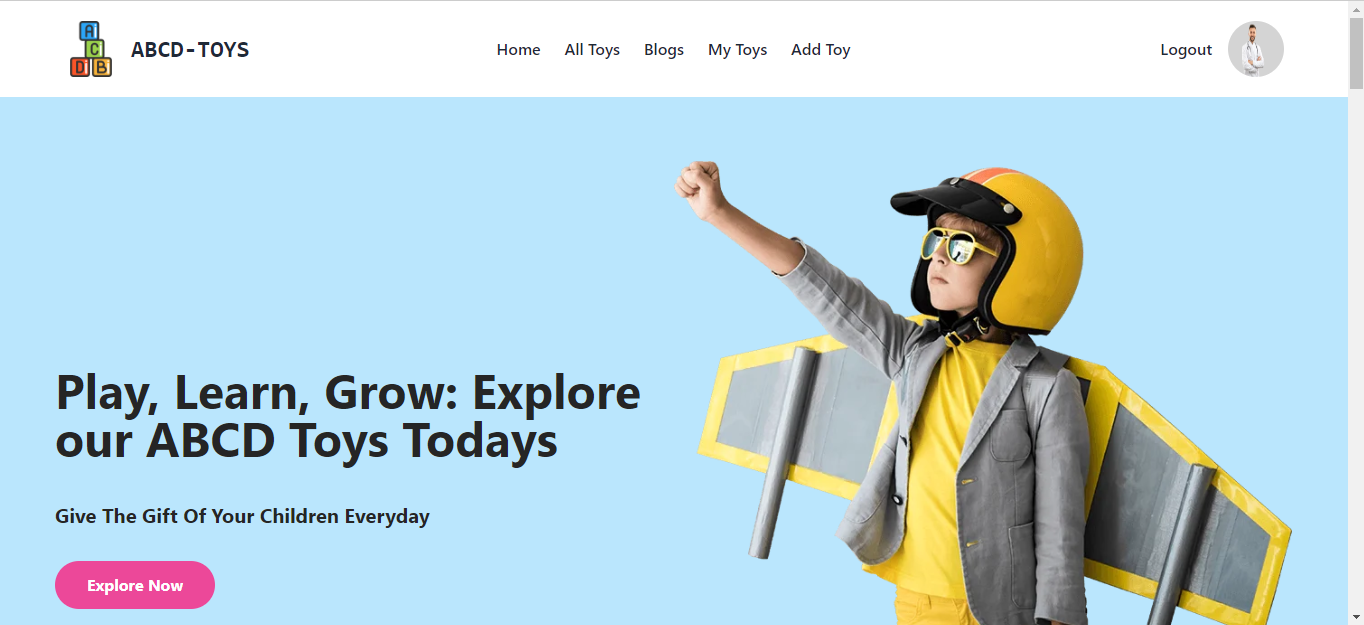 A
C
D B
ABCD-TOYS
Home All Toys Blogs My Toys Add Toy
Logout
Play, Learn, Grow: Explore
our ABCD Toys Todays
Give The Gift Of Your Children Everyday
Explore Now